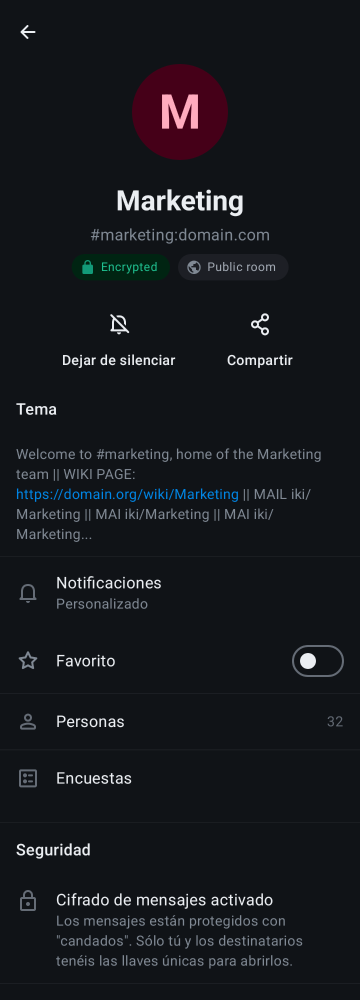 M
Marketing
#marketing:domain.com
Encrypted
Public room
Dejar de silenciar
Compartir
Tema
Welcome to #marketing, home of the Marketing
team || WIKI PAGE:
https://domain.org/wiki/Marketing || MAIL iki/
Marketing || MAI iki/Marketing || MAI iki/
Marketing...
Notificaciones
Personalizado
Favorito
Personas
32
Encuestas
Seguridad
Cifrado de mensajes activado
Los mensajes están protegidos con
"candados". Sólo tú y los destinatarios
tenéis las llaves únicas para abrirlos.